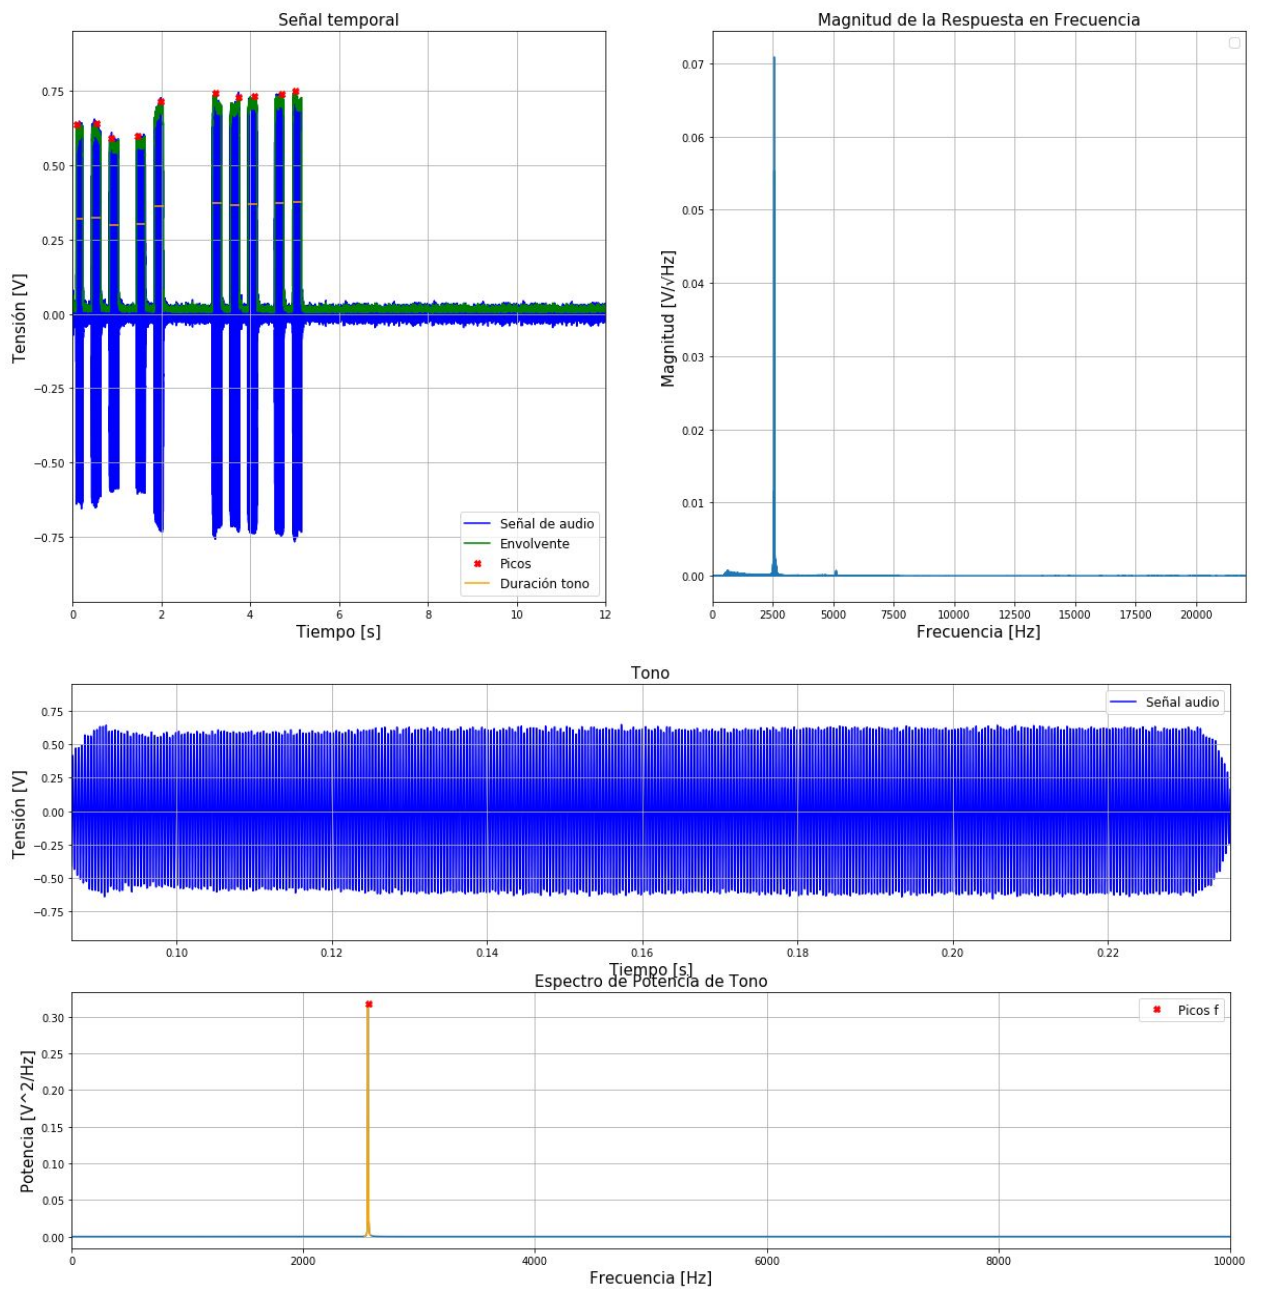 Señal temporal
0.75
0.50
0.25
0.00
−0.25
−0.50
−0.75
Tensión [V]
Señal de audio
Envolvente
Picos
Duración tono
0 2 4 6 8 10 12
Tiempo [s]
Magnitud de la Respuesta en Frecuencia
0.07
0.06
0.05
0.04
0.03
0.02
0.01
0.00
Magnitud [V/√Hz]
0 2500 5000 7500 10000 12500 15000 17500 20000
Frecuencia [Hz]
Tono
0.75
0.50
0.25
0.00
−0.25
−0.50
−0.75
Tensión [V]
Señal audio
0.10 0.12 0.14 0.16 0.18 0.20 0.22
Tiempo [s]
Espectro de Potencia de Tono
0.30
0.25
0.20
0.15
0.10
0.05
0.00
Potencia [V^2/Hz]
Picos f
0 2000 4000 6000 8000 10000
Frecuencia [Hz]